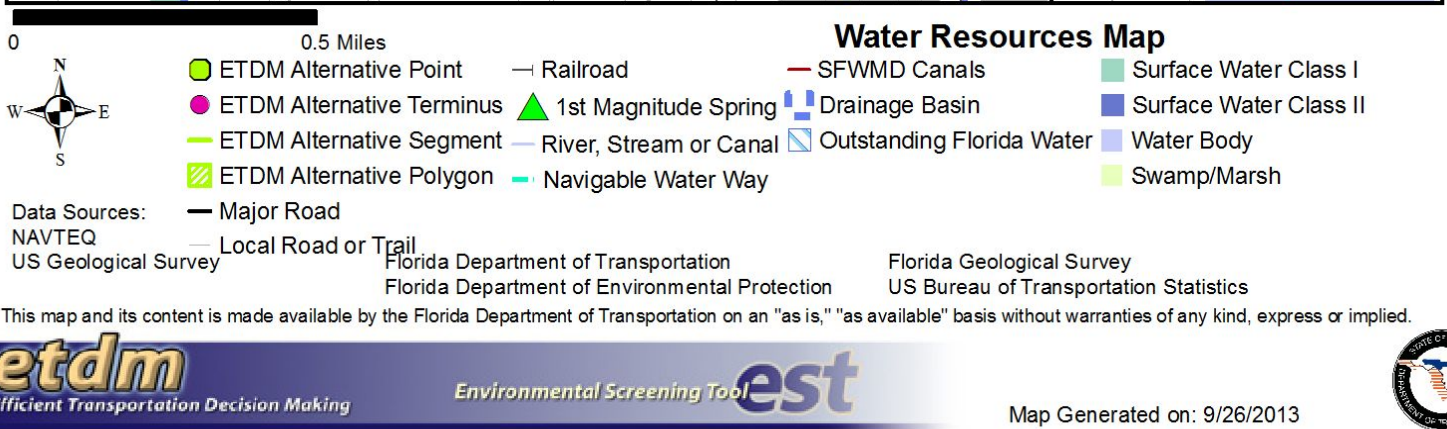 0 0.5 Miles
Water Resources Map
N
W E
S
ETDM Alternative Point
ETDM Alternative Terminus
ETDM Alternative Segment
ETDM Alternative Polygon
Major Road
Local Road or Trail
Railroad
1st Magnitude Spring
River, Stream or Canal
Navigable Water Way
SFWMD Canals
Drainage Basin
Outstanding Florida Water
Surface Water Class I
Surface Water Class II
Water Body
Swamp/Marsh
Data Sources:
NAVTEQ
US Geological Survey
Florida Department of Transportation
Florida Department of Environmental Protection
Florida Geological Survey
US Bureau of Transportation Statistics
This map and its content is made available by the Florida Department of Transportation on an "as is," "as available" basis without warranties of any kind, express or implied.
etdm
fficient Transportation Decision Making
Environmental Screening Tool
est
Map Generated on: 9/26/2013
STATE OF